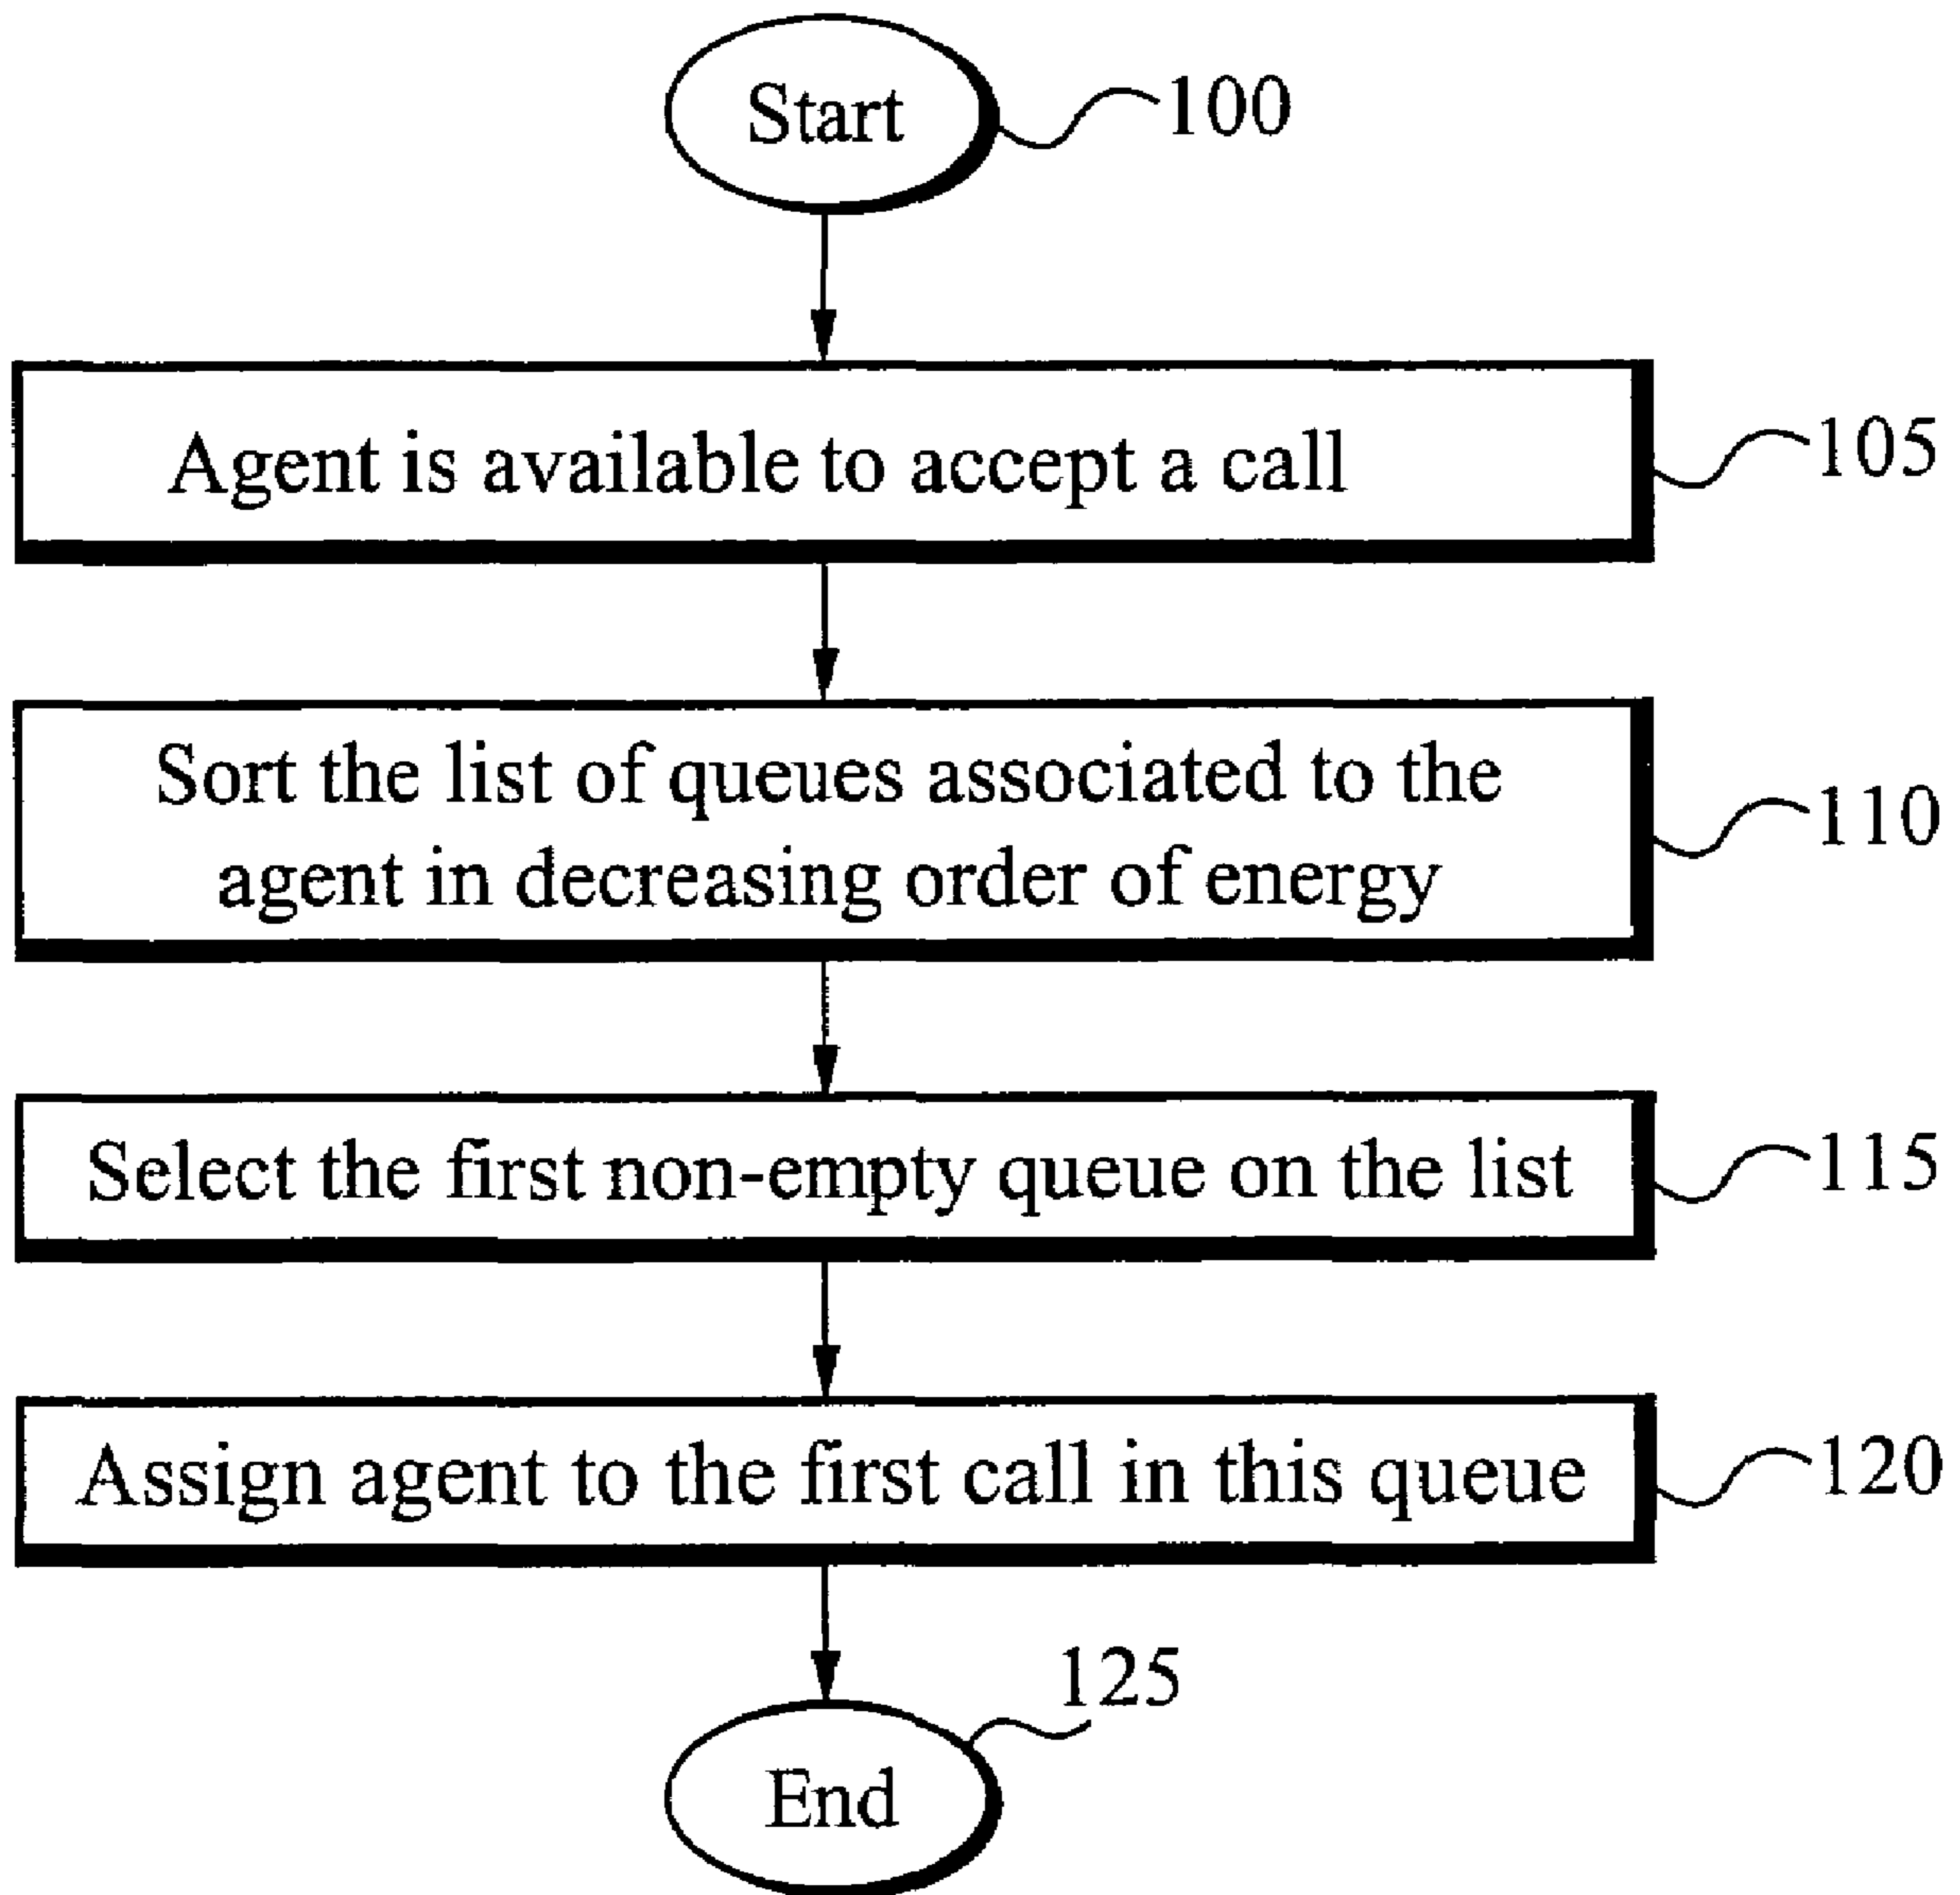 Start
100
Agent is available to accept a call
105
Sort the list of queues associated to the
agent in decreasing order of energy
110
Select the first non-empty queue on the list
115
Assign agent to the first call in this queue
120
125
End